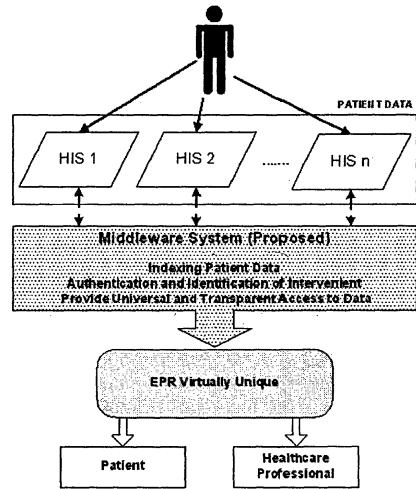 PATIENT DATA
HIS 1
HIS 2
........
HIS n
Middleware System (Proposed)
Indexing Patient Data
Authentication and Identification of Intervenient
Provide Universal and Transparent Access to Data
EPR Virtually Unique
Patient
Healthcare
Professional